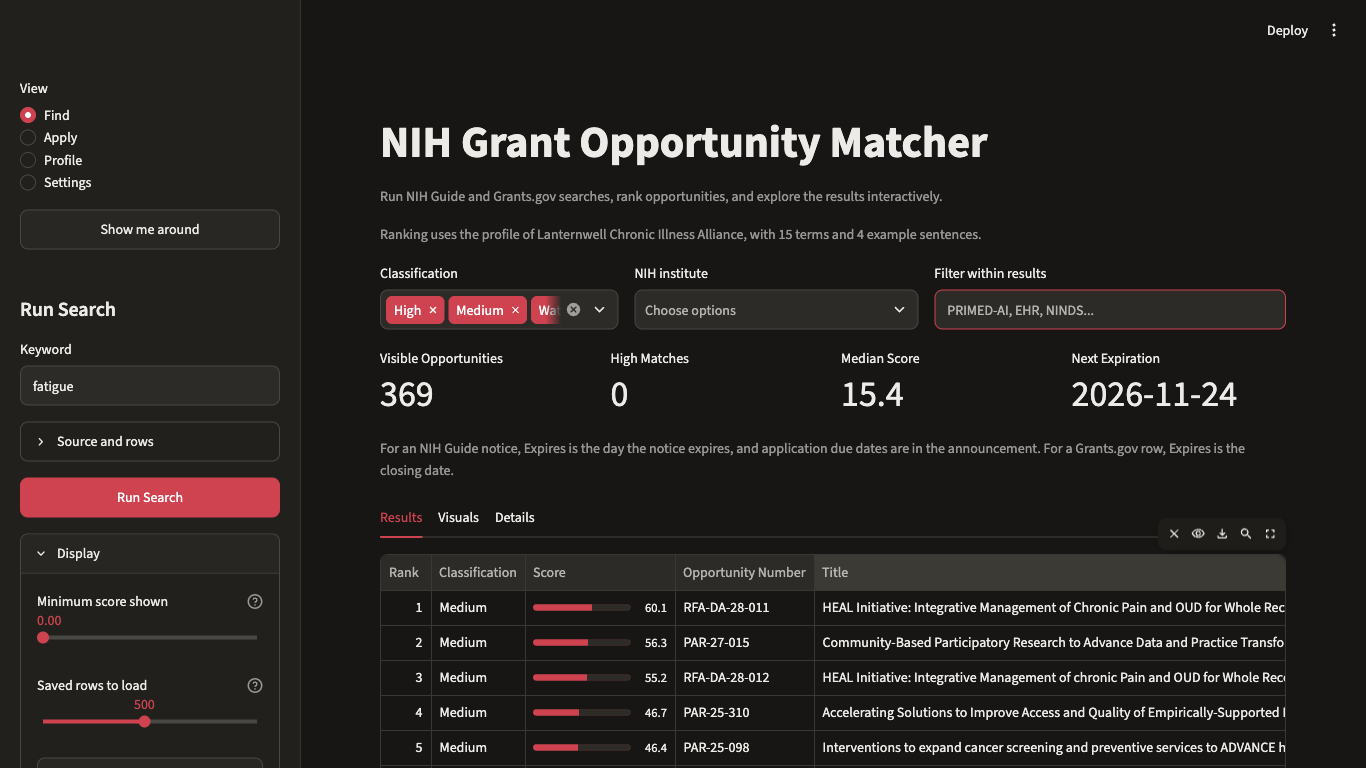 Deploy
View
Find
Apply
Profile
Settings
Show me around
Run Search
Keyword
fatigue
Source and rows
Run Search
Display
Minimum score shown
0.00
Saved rows to load
500
NIH Grant Opportunity Matcher
Run NIH Guide and Grants.gov searches, rank opportunities, and explore the results interactively.
Ranking uses the profile of Lanternwell Chronic Illness Alliance, with 15 terms and 4 example sentences.
Classification NIH institute Filter within results
High Medium Choose options PRIMED-AI, EHR, NINDS...
Visible Opportunities High Matches Median Score Next Expiration
369 0 15.4 2026-11-24
For an NIH Guide notice, Expires is the day the notice expires, and application due dates are in the announcement. For a Grants.gov row, Expires is the
closing date.
Results Visuals Details
Rank Classification Score Opportunity Number Title
1 Medium 60.1 RFA-DA-28-011 HEAL Initiative: Integrative Management of Chronic Pain and OUD for Whole Rec
2 Medium 56.3 PAR-27-015 Community-Based Participatory Research to Advance Data and Practice Transfo
3 Medium 55.2 RFA-DA-28-012 HEAL Initiative: Integrative Management of chronic Pain and OUD for Whole Rec
4 Medium 46.7 PAR-25-310 Accelerating Solutions to Improve Access and Quality of Empirically-Supported
5 Medium 46.4 PAR-25-098 Interventions to expand cancer screening and preventive services to ADVANCE h